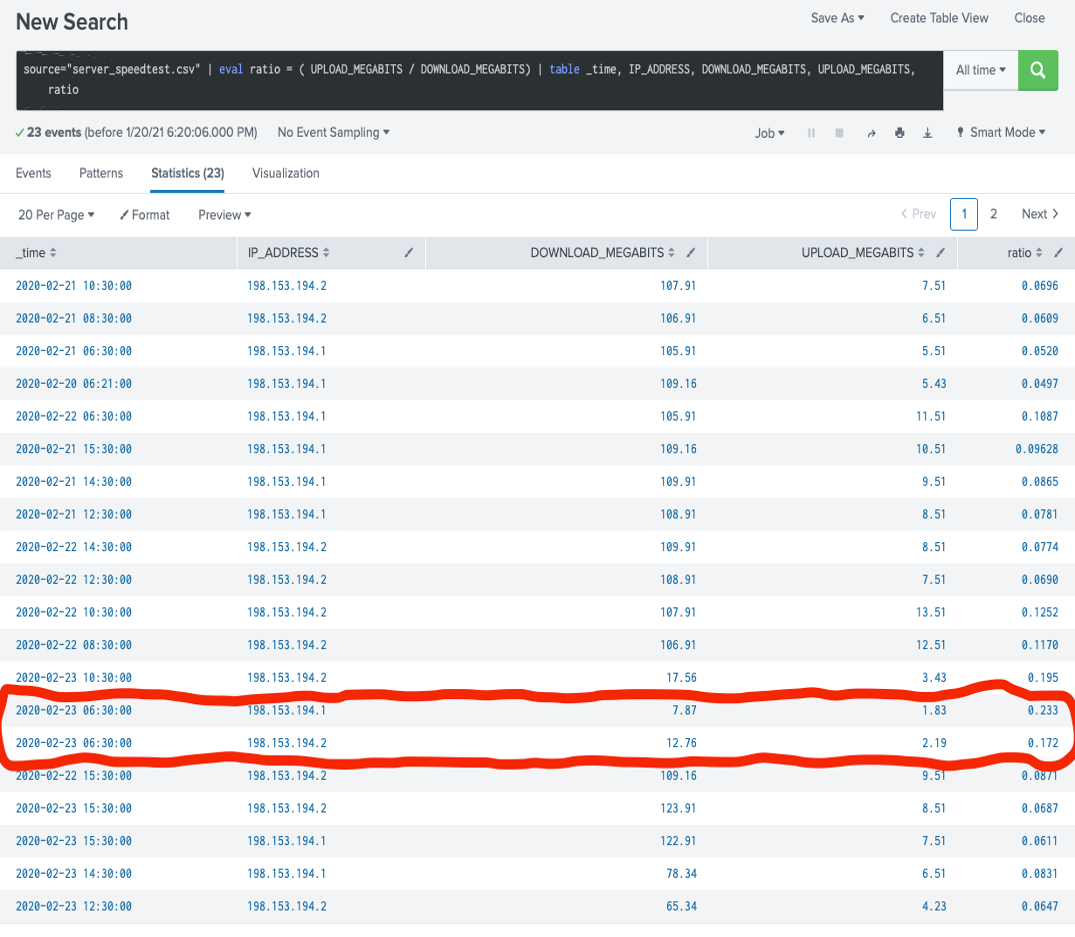 New Search
Save As Create Table View Close
source="server_speedtest.csv" | eval ratio = ( UPLOAD_MEGABITS / DOWNLOAD_MEGABITS) | table _time, IP_ADDRESS, DOWNLOAD_MEGABITS, UPLOAD_MEGABITS,
ratio
All time
23 events (before 1/20/21 6:20:06.000 PM) No Event Sampling Job Smart Mode
Events Patterns Statistics (23) Visualization
20 Per Page Format Preview Prev 1 2 Next
_time IP_ADDRESS DOWNLOAD_MEGABITS UPLOAD_MEGABITS ratio
2020-02-21 10:30:00 198.153.194.2 107.91 7.51 0.0696
2020-02-21 08:30:00 198.153.194.2 106.91 6.51 0.0609
2020-02-21 06:30:00 198.153.194.1 105.91 5.51 0.0520
2020-02-20 06:21:00 198.153.194.1 109.16 5.43 0.0497
2020-02-22 06:30:00 198.153.194.1 105.91 11.51 0.1087
2020-02-21 15:30:00 198.153.194.1 109.16 10.51 0.09628
2020-02-21 14:30:00 198.153.194.1 109.91 9.51 0.0865
2020-02-21 12:30:00 198.153.194.1 108.91 8.51 0.0781
2020-02-22 14:30:00 198.153.194.2 109.91 8.51 0.0774
2020-02-22 12:30:00 198.153.194.2 108.91 7.51 0.0690
2020-02-22 10:30:00 198.153.194.2 107.91 13.51 0.1252
2020-02-22 08:30:00 198.153.194.2 106.91 12.51 0.1170
2020-02-23 10:30:00 198.153.194.2 17.56 3.43 0.195
2020-02-23 06:30:00 198.153.194.1 7.87 1.83 0.233
2020-02-23 06:30:00 198.153.194.2 12.76 2.19 0.172
2020-02-22 15:30:00 198.153.194.2 109.16 9.51 0.0871
2020-02-23 15:30:00 198.153.194.2 123.91 8.51 0.0687
2020-02-23 15:30:00 198.153.194.1 122.91 7.51 0.0611
2020-02-23 14:30:00 198.153.194.1 78.34 6.51 0.0831
2020-02-23 12:30:00 198.153.194.2 65.34 4.23 0.0647